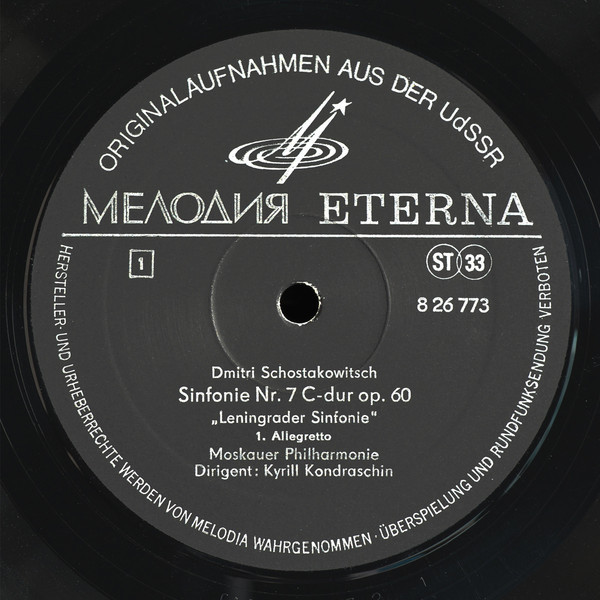 ORIGINALAUFNAHMEN AUS DER UdSSR
МЕЛОДИЯ ETERNA
1 ST 33
8 26 773
Dmitri Schostakowitsch
Sinfonie Nr. 7 C-dur op. 60
„Leningrader Sinfonie"
1. Allegretto
Moskauer Philharmonie
Dirigent: Kyrill Kondraschin
HERSTELLER- UND URHEBERRECHTE WERDEN VON MELODIA WAHRGENOMMEN · ÜBERSPIELUNG UND RUNDFUNKSENDUNG VERBOTEN